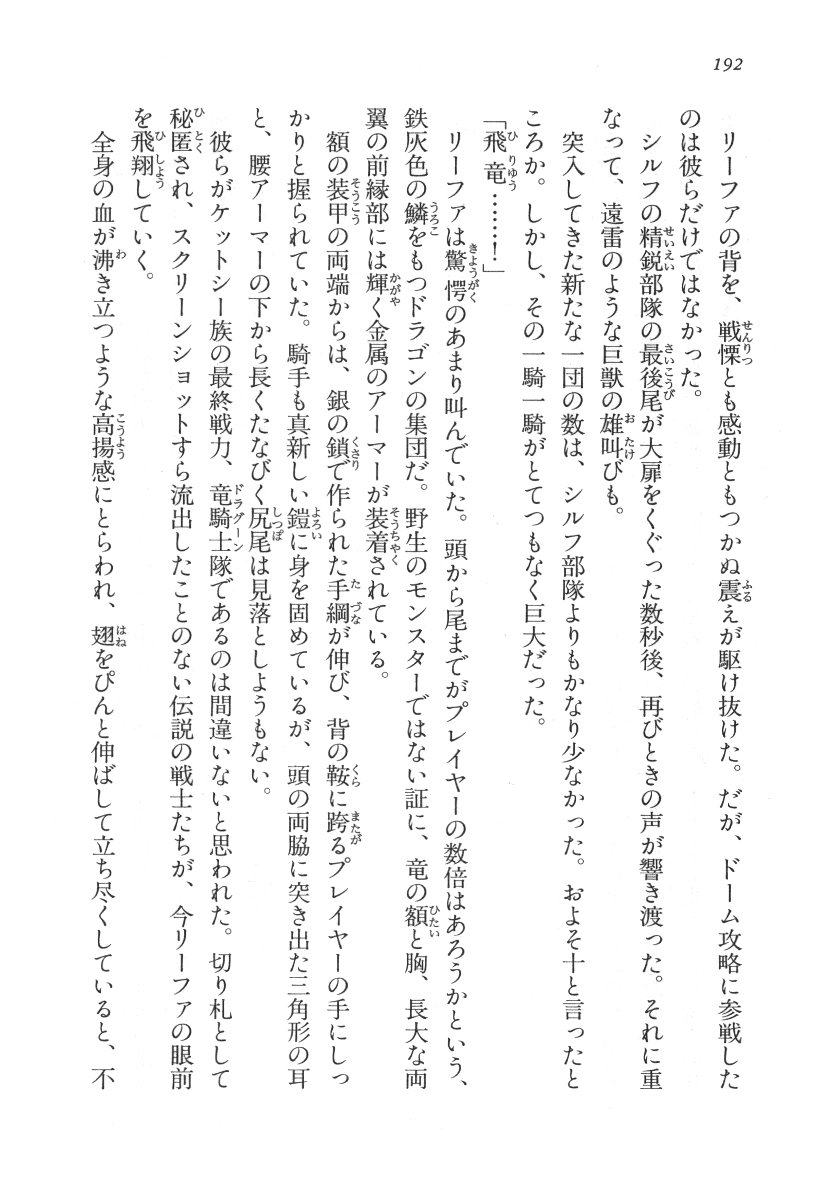 192
リーファの背を、戦慄とも感動ともつかぬ震えが駆け抜けた。だが、ドーム攻略に参戦した
のは彼らだけではなかった。
シルフの精鋭部隊の最後尾が大扉をくぐった数秒後、再びときの声が響き渡った。それに重
なって、遠雷のような巨獣の雄叫びも。
突入してきた新たな一団の数は、シルフ部隊よりもかなり少なかった。およそ十と言ったと
ころか。しかし、その一騎一騎がとてつもなく巨大だった。
「飛竜……！」
リーファは驚愕のあまり叫んでいた。頭から尾までがプレイヤーの数倍はあろうかという、
鉄灰色の鱗をもつドラゴンの集団だ。野生のモンスターではない証に、竜の額と胸、長大な両
翼の前縁部には輝く金属のアーマーが装着されている。
額の装甲の両端からは、銀の鎖で作られた手綱が伸び、背の鞍に跨るプレイヤーの手にしっ
かりと握られていた。騎手も真新しい鎧に身を固めているが、頭の両脇に突き出た三角形の耳
と、腰アーマーの下から長くたなびく尻尾は見落としようもない。
彼らがケットシー族の最終戦力、竜騎士隊であるのは間違いないと思われた。切り札として
秘匿され、スクリーンショットすら流出したことのない伝説の戦士たちが、今リーファの眼前
を飛翔していく。
全身の血が沸き立つような高揚感にとらわれ、翅をぴんと伸ばして立ち尽くしていると、不